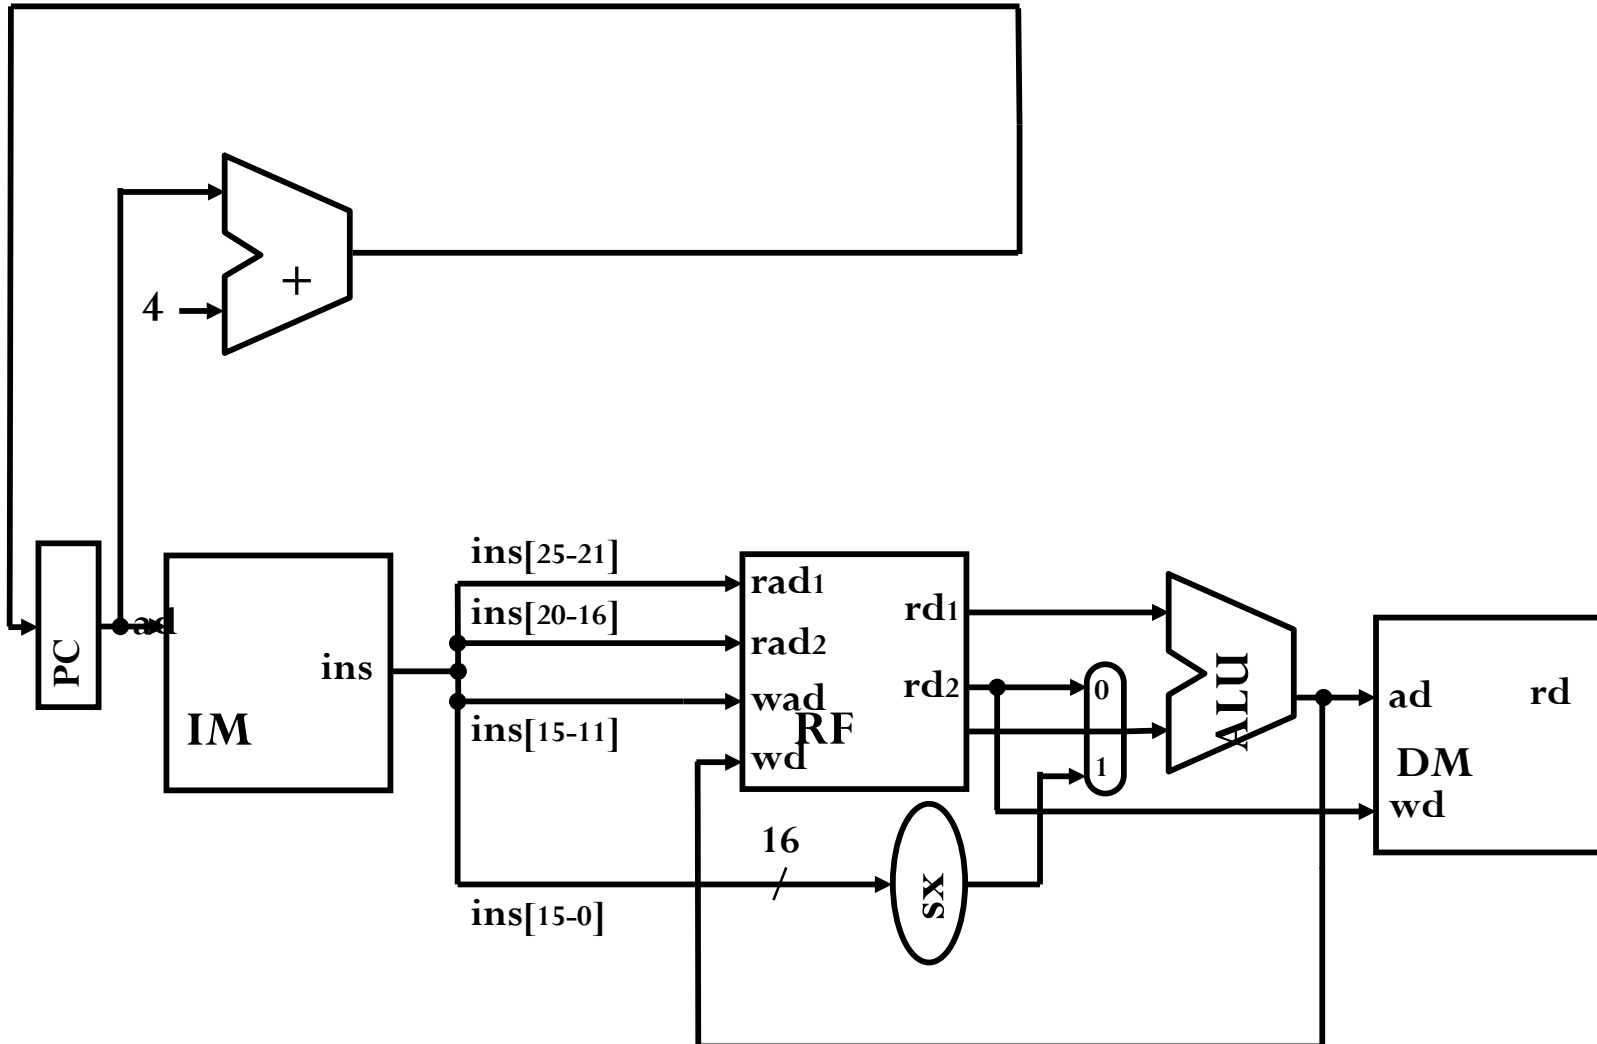 +
4
ins[25-21]
rad1
rd1
ins[20-16]
ad
rad2
PC
ins
rd2
0
ALU
ad
rd
wad
IM
ins[15-11]
RF
wd
1
DM
wd
16
sx
ins[15-0]